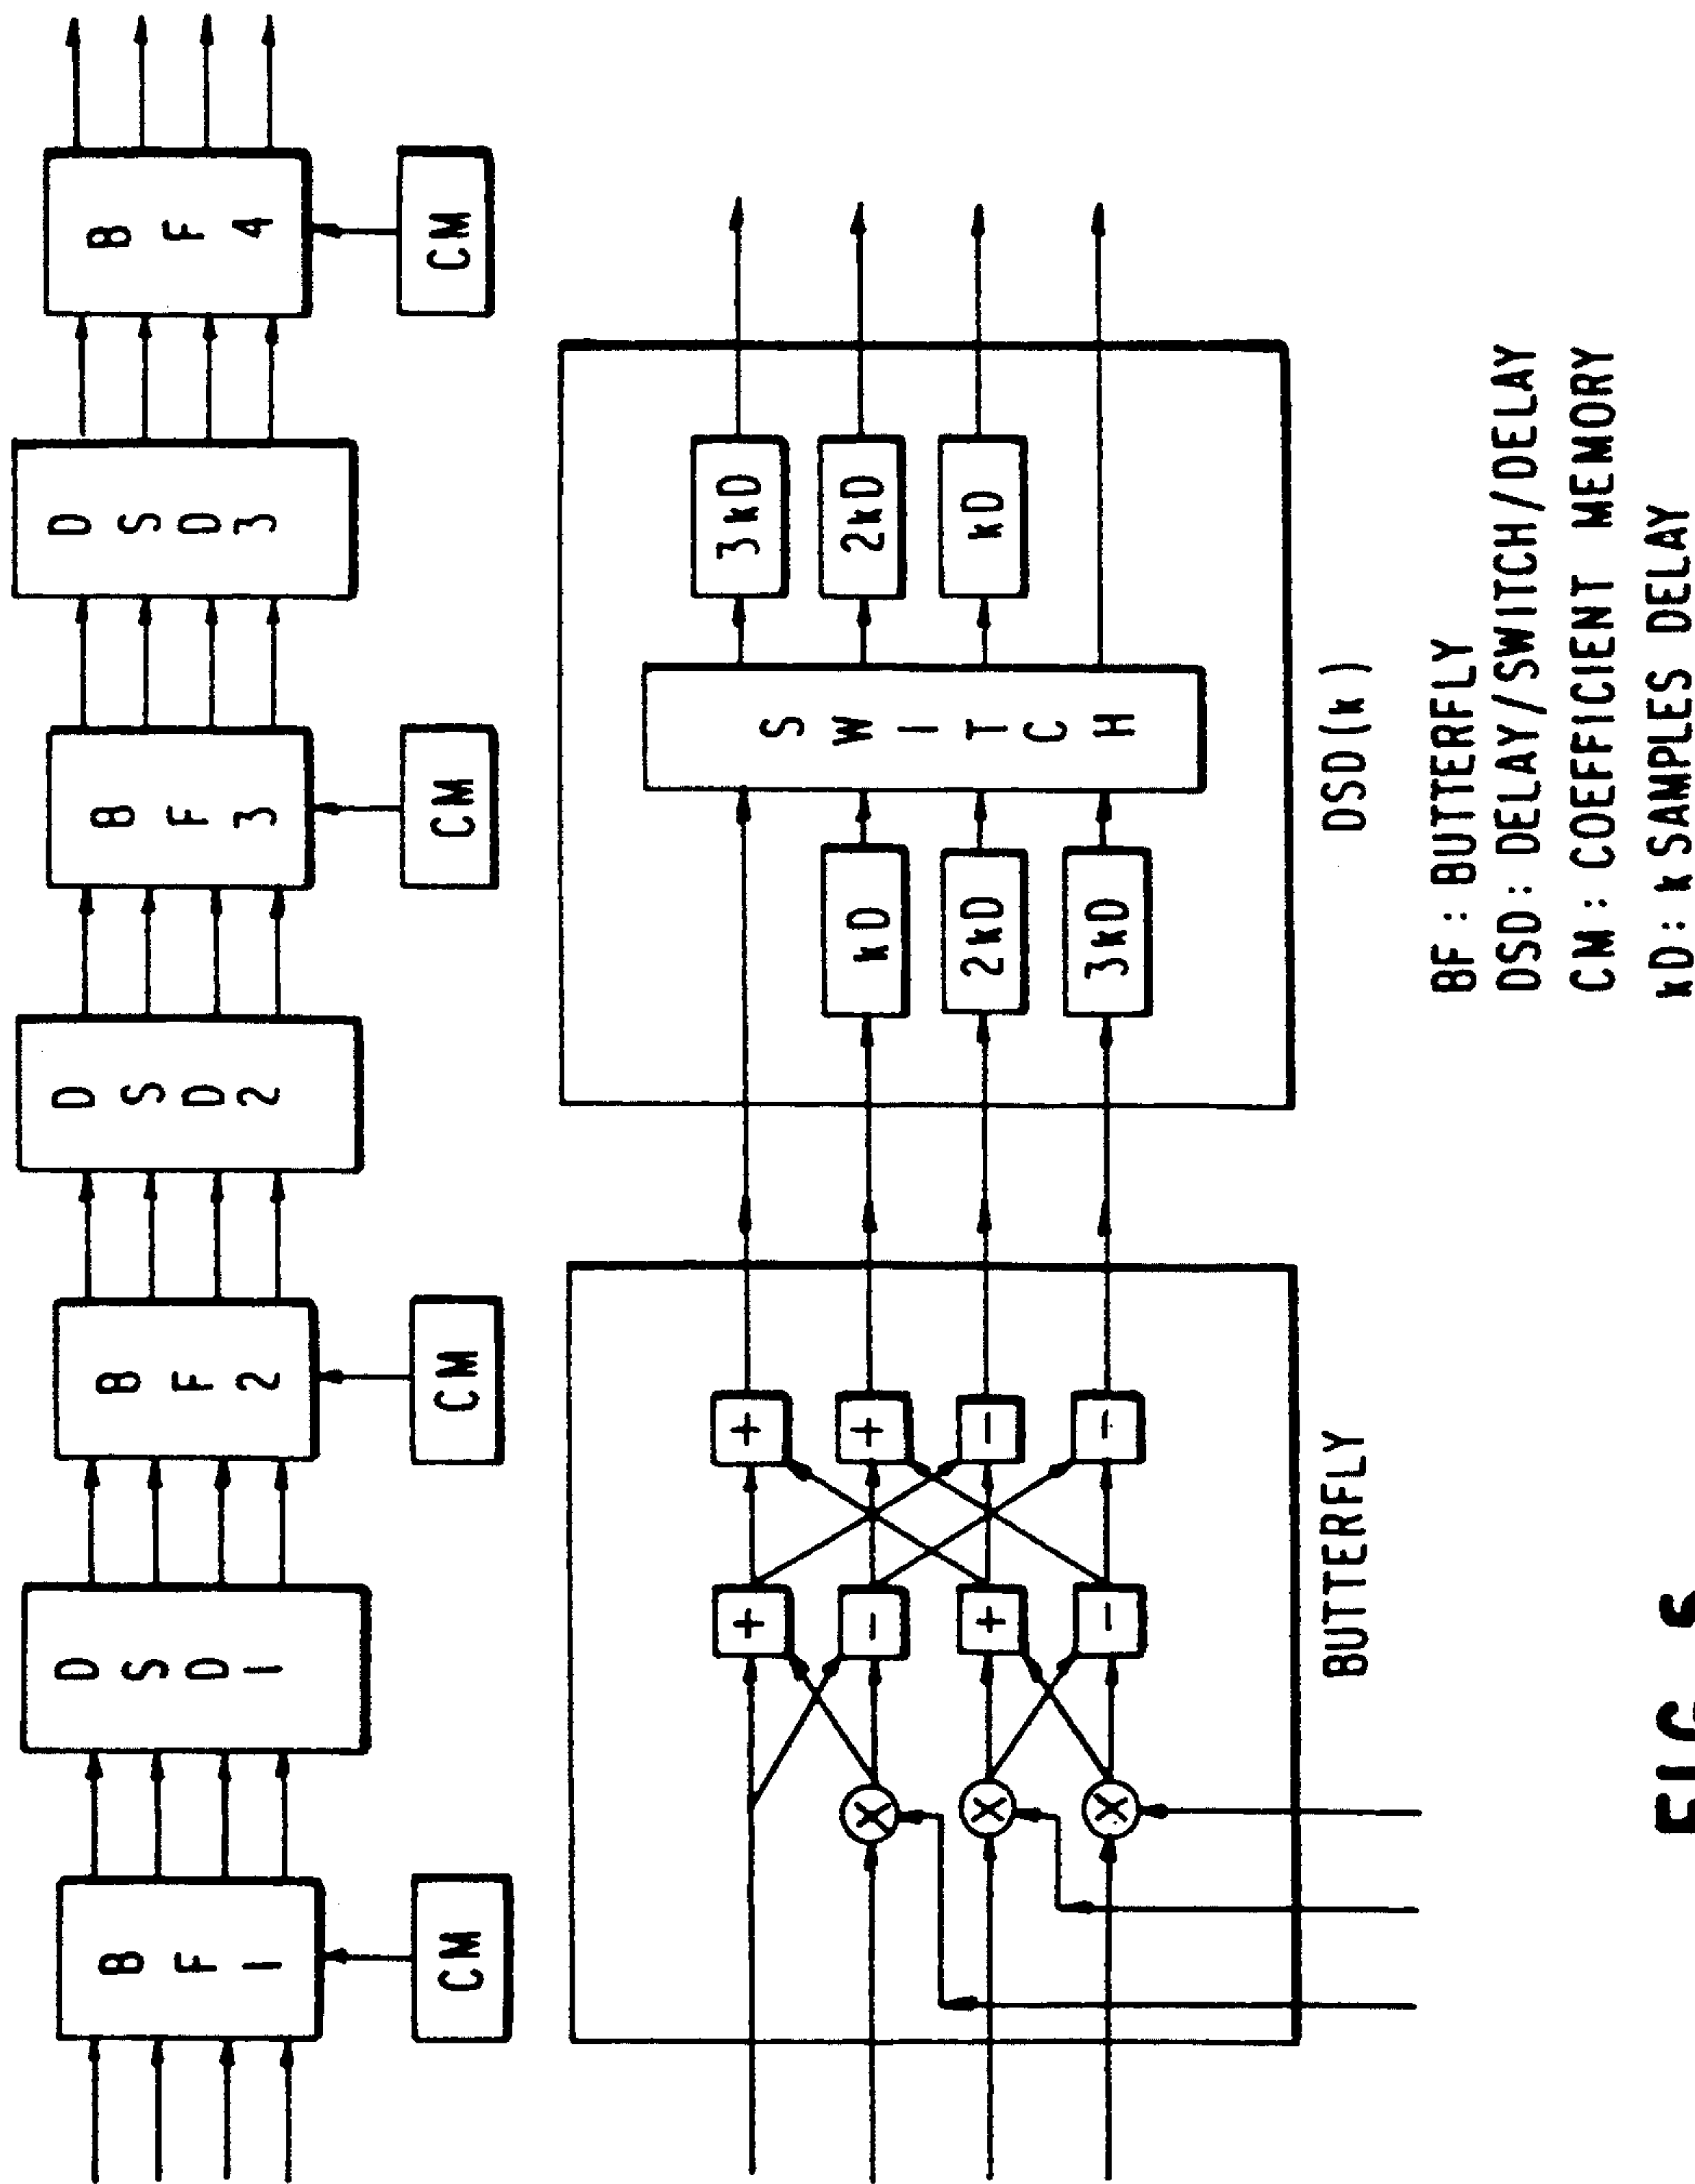 BF1
DSD1
BF2
DSD2
BF3
DSD3
BF4
CM
CM
CM
CM
+ + 
- +
+ -
- -
kD
2kD
3kD
SWITCH
3kD
2kD
kD
BUTTERFLY
DSD(k)
BF : BUTTERFLY
DSD: DELAY/SWITCH/DELAY
CM : COEFFICIENT MEMORY
kD: k SAMPLES DELAY
FIG